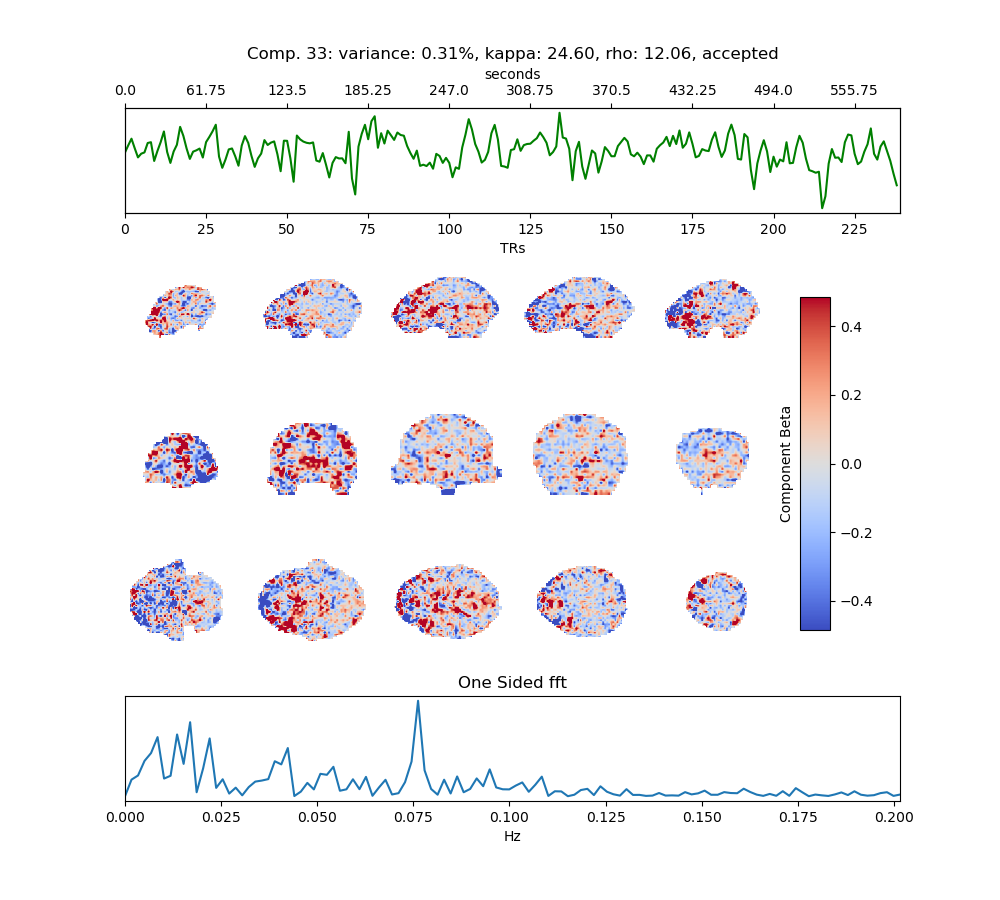 Comp. 33: variance: 0.31%, kappa: 24.60, rho: 12.06, accepted
seconds
0.0 61.75 123.5 185.25 247.0 308.75 370.5 432.25 494.0 555.75
0 25 50 75 100 125 150 175 200 225
TRs
0.4
0.2
0.0
−0.2
−0.4
Component Beta
One Sided fft
0.000 0.025 0.050 0.075 0.100 0.125 0.150 0.175 0.200
Hz